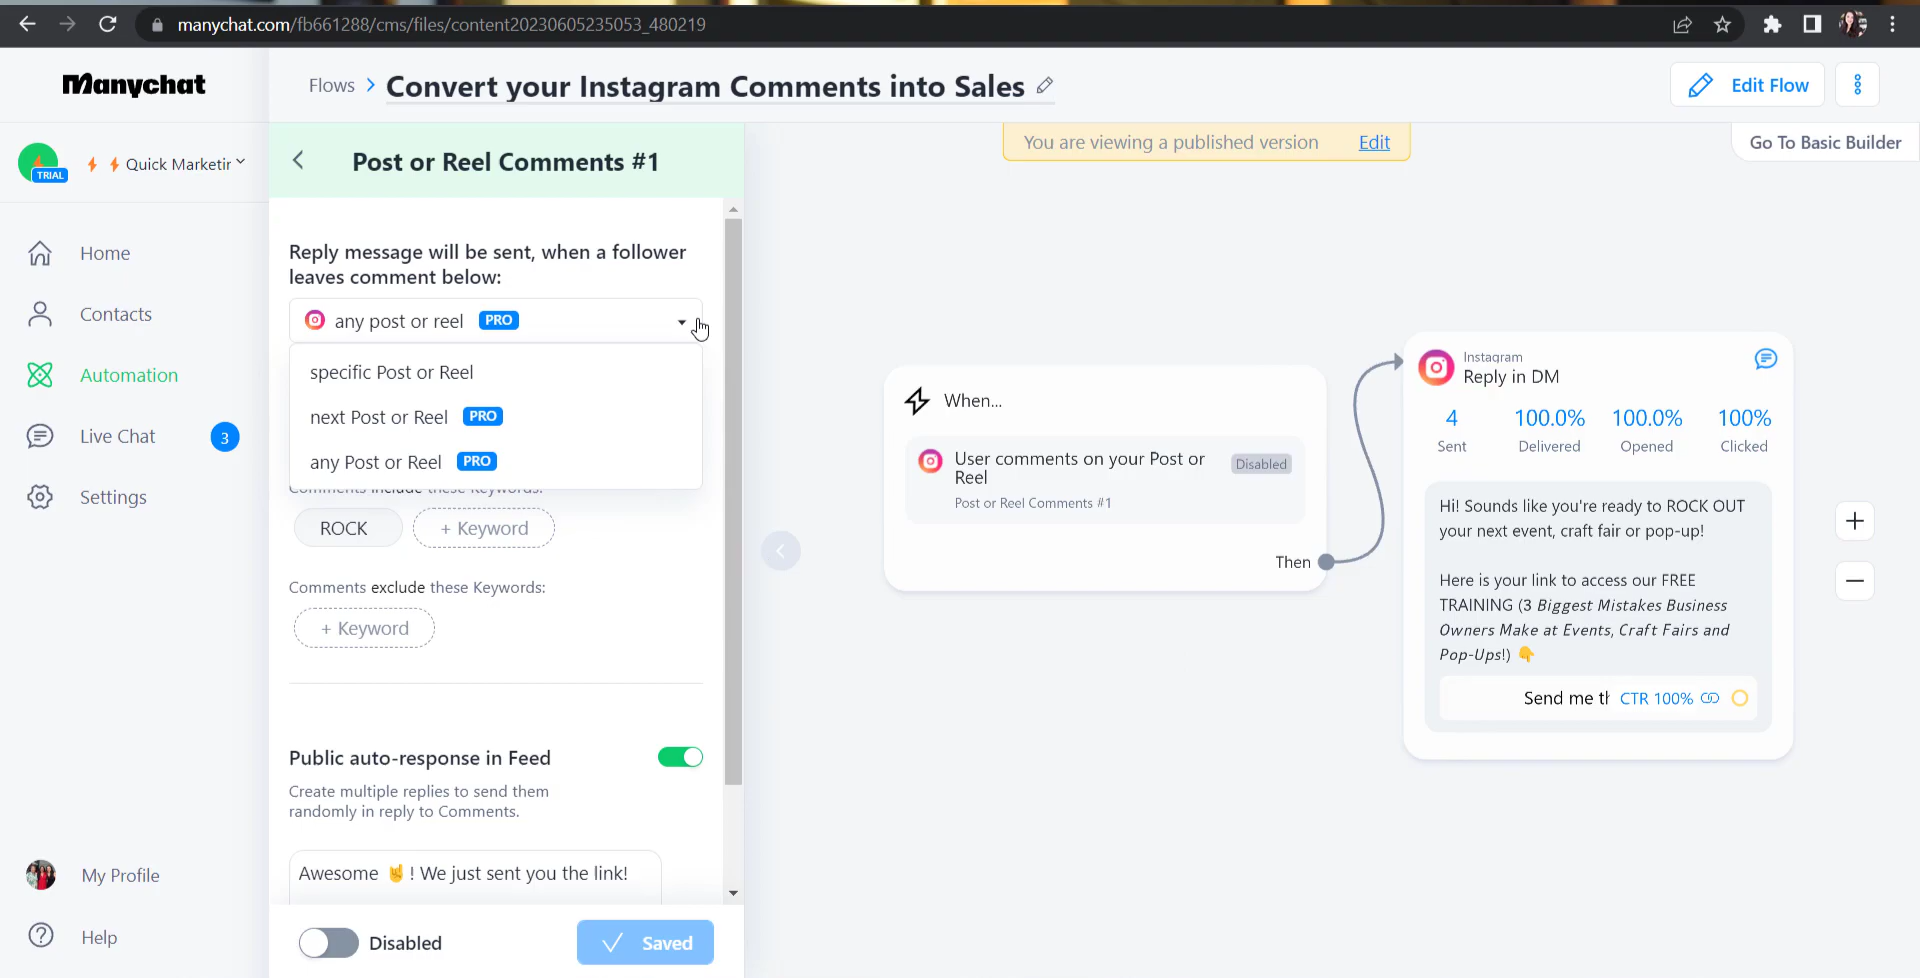 manychat.com/fb661288/cms/files/content20230605235053_480219
Manychat
Flows > Convert your Instagram Comments into Sales
Edit Flow
TRIAL
Quick Marketir
Home
Contacts
Automation
Live Chat 3
Settings
My Profile
Help
Post or Reel Comments #1
Reply message will be sent, when a follower
leaves comment below:
any post or reel PRO
specific Post or Reel
next Post or Reel PRO
any Post or Reel PRO
Comments include these Keywords:
ROCK + Keyword
Comments exclude these Keywords:
+ Keyword
Public auto-response in Feed
Create multiple replies to send them
randomly in reply to Comments.
Awesome 🤘! We just sent you the link!
Disabled
Saved
You are viewing a published version Edit
Go To Basic Builder
When...
User comments on your Post or
Reel
Disabled
Post or Reel Comments #1
Then
Instagram
Reply in DM
4 100.0% 100.0% 100%
Sent Delivered Opened Clicked
Hi! Sounds like you're ready to ROCK OUT
your next event, craft fair or pop-up!
Here is your link to access our FREE
TRAINING (3 Biggest Mistakes Business
Owners Make at Events, Craft Fairs and
Pop-Ups!) 👇
Send me th CTR 100%